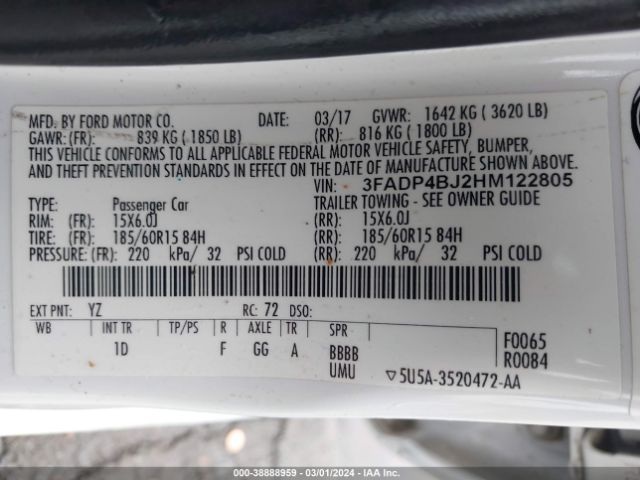 MFD. BY FORD MOTOR CO. DATE: 03/17 GVWR: 1642 KG ( 3620 LB)
GAWR: (FR): 839 KG ( 1850 LB) (RR): 816 KG ( 1800 LB)
THIS VEHICLE CONFORMS TO ALL APPLICABLE FEDERAL MOTOR VEHICLE SAFETY, BUMPER,
AND THEFT PREVENTION STANDARDS IN EFFECT ON THE DATE OF MANUFACTURE SHOWN ABOVE.
VIN: 3FADP4BJ2HM122805
TYPE: Passenger Car TRAILER TOWING - SEE OWNER GUIDE
RIM: (FR): 15X6.0J (RR): 15X6.0J
TIRE: (FR): 185/60R15 84H (RR): 185/60R15 84H
PRESSURE: (FR): 220 kPa/ 32 PSI COLD (RR): 220 kPa/ 32 PSI COLD
EXT PNT: YZ RC: 72 DSO:
WB INT TR TP/PS R AXLE TR SPR
1D F GG A BBBB
UMU
F0065
R0084
▽5U5A-3520472-AA
000-38888959 / 03/01/2024 / IAA, Inc.